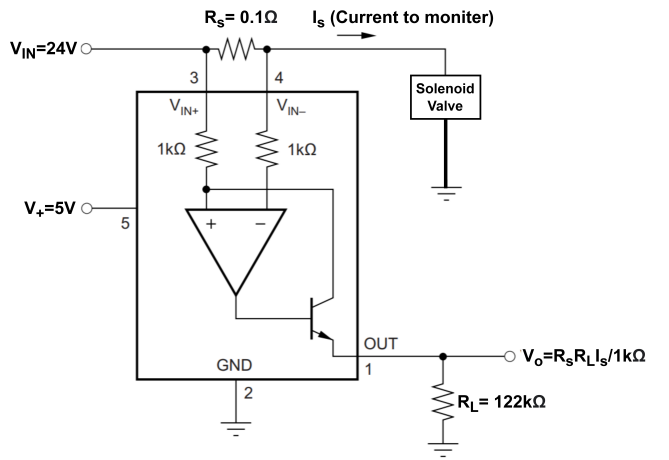 Rs= 0.1Ω
Is (Current to moniter)
VIN=24V
3
4
Solenoid
Valve
VIN+
VIN–
1kΩ
1kΩ
V+=5V
5
+
–
OUT
Vo=RsRLIs/1kΩ
GND
1
2
RL= 122kΩ